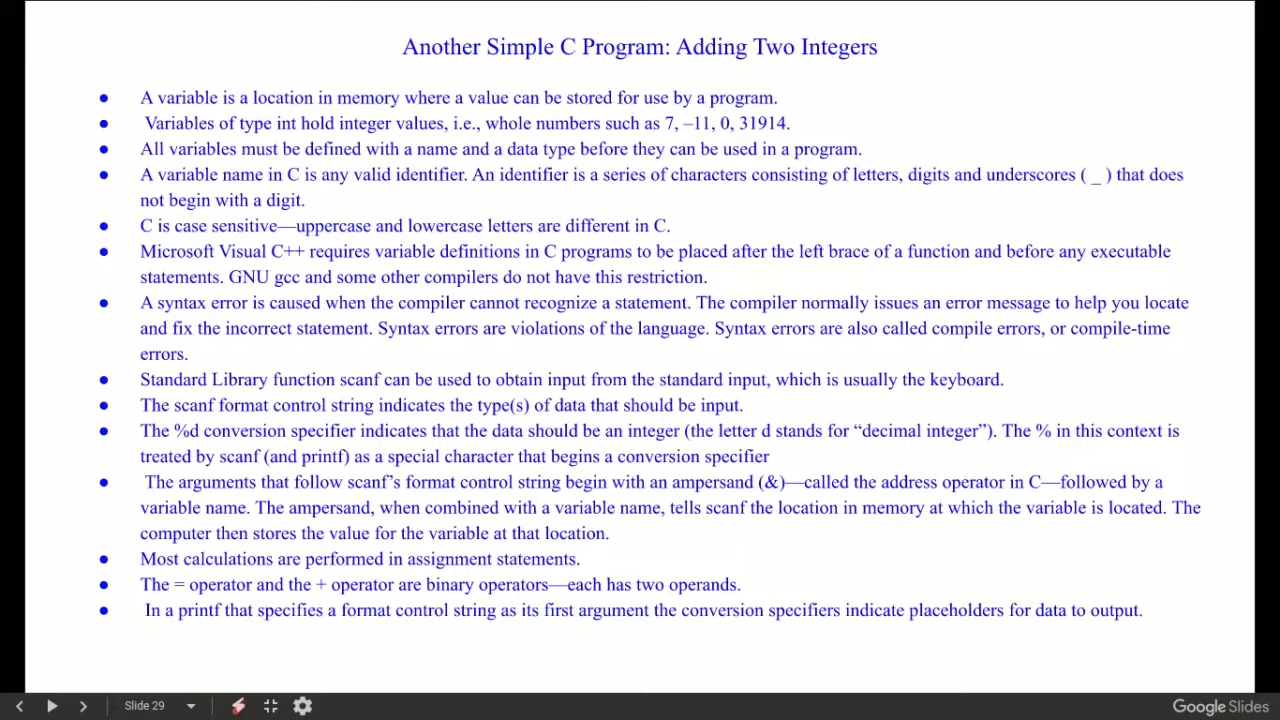 Another Simple C Program: Adding Two Integers
● A variable is a location in memory where a value can be stored for use by a program.
● Variables of type int hold integer values, i.e., whole numbers such as 7, –11, 0, 31914.
● All variables must be defined with a name and a data type before they can be used in a program.
● A variable name in C is any valid identifier. An identifier is a series of characters consisting of letters, digits and underscores ( _ ) that does
not begin with a digit.
● C is case sensitive—uppercase and lowercase letters are different in C.
● Microsoft Visual C++ requires variable definitions in C programs to be placed after the left brace of a function and before any executable
statements. GNU gcc and some other compilers do not have this restriction.
● A syntax error is caused when the compiler cannot recognize a statement. The compiler normally issues an error message to help you locate
and fix the incorrect statement. Syntax errors are violations of the language. Syntax errors are also called compile errors, or compile-time
errors.
● Standard Library function scanf can be used to obtain input from the standard input, which is usually the keyboard.
● The scanf format control string indicates the type(s) of data that should be input.
● The %d conversion specifier indicates that the data should be an integer (the letter d stands for “decimal integer”). The % in this context is
treated by scanf (and printf) as a special character that begins a conversion specifier
● The arguments that follow scanf’s format control string begin with an ampersand (&)—called the address operator in C—followed by a
variable name. The ampersand, when combined with a variable name, tells scanf the location in memory at which the variable is located. The
computer then stores the value for the variable at that location.
● Most calculations are performed in assignment statements.
● The = operator and the + operator are binary operators—each has two operands.
● In a printf that specifies a format control string as its first argument the conversion specifiers indicate placeholders for data to output.
Slide 29
Google Slides